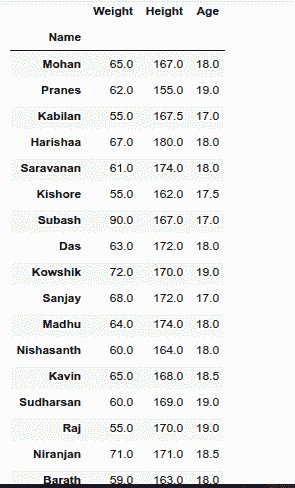 Weight Height Age
Name
Mohan 65.0 167.0 18.0
Pranes 62.0 155.0 19.0
Kabilan 55.0 167.5 17.0
Harishaa 67.0 180.0 18.0
Saravanan 61.0 174.0 18.0
Kishore 55.0 162.0 17.5
Subash 90.0 167.0 17.0
Das 63.0 172.0 18.0
Kowshik 72.0 170.0 19.0
Sanjay 68.0 172.0 17.0
Madhu 64.0 174.0 18.0
Nishasanth 60.0 164.0 18.0
Kavin 65.0 168.0 18.5
Sudharsan 60.0 169.0 19.0
Raj 55.0 170.0 19.0
Niranjan 71.0 171.0 18.5
Barath 59.0 163.0 18.0